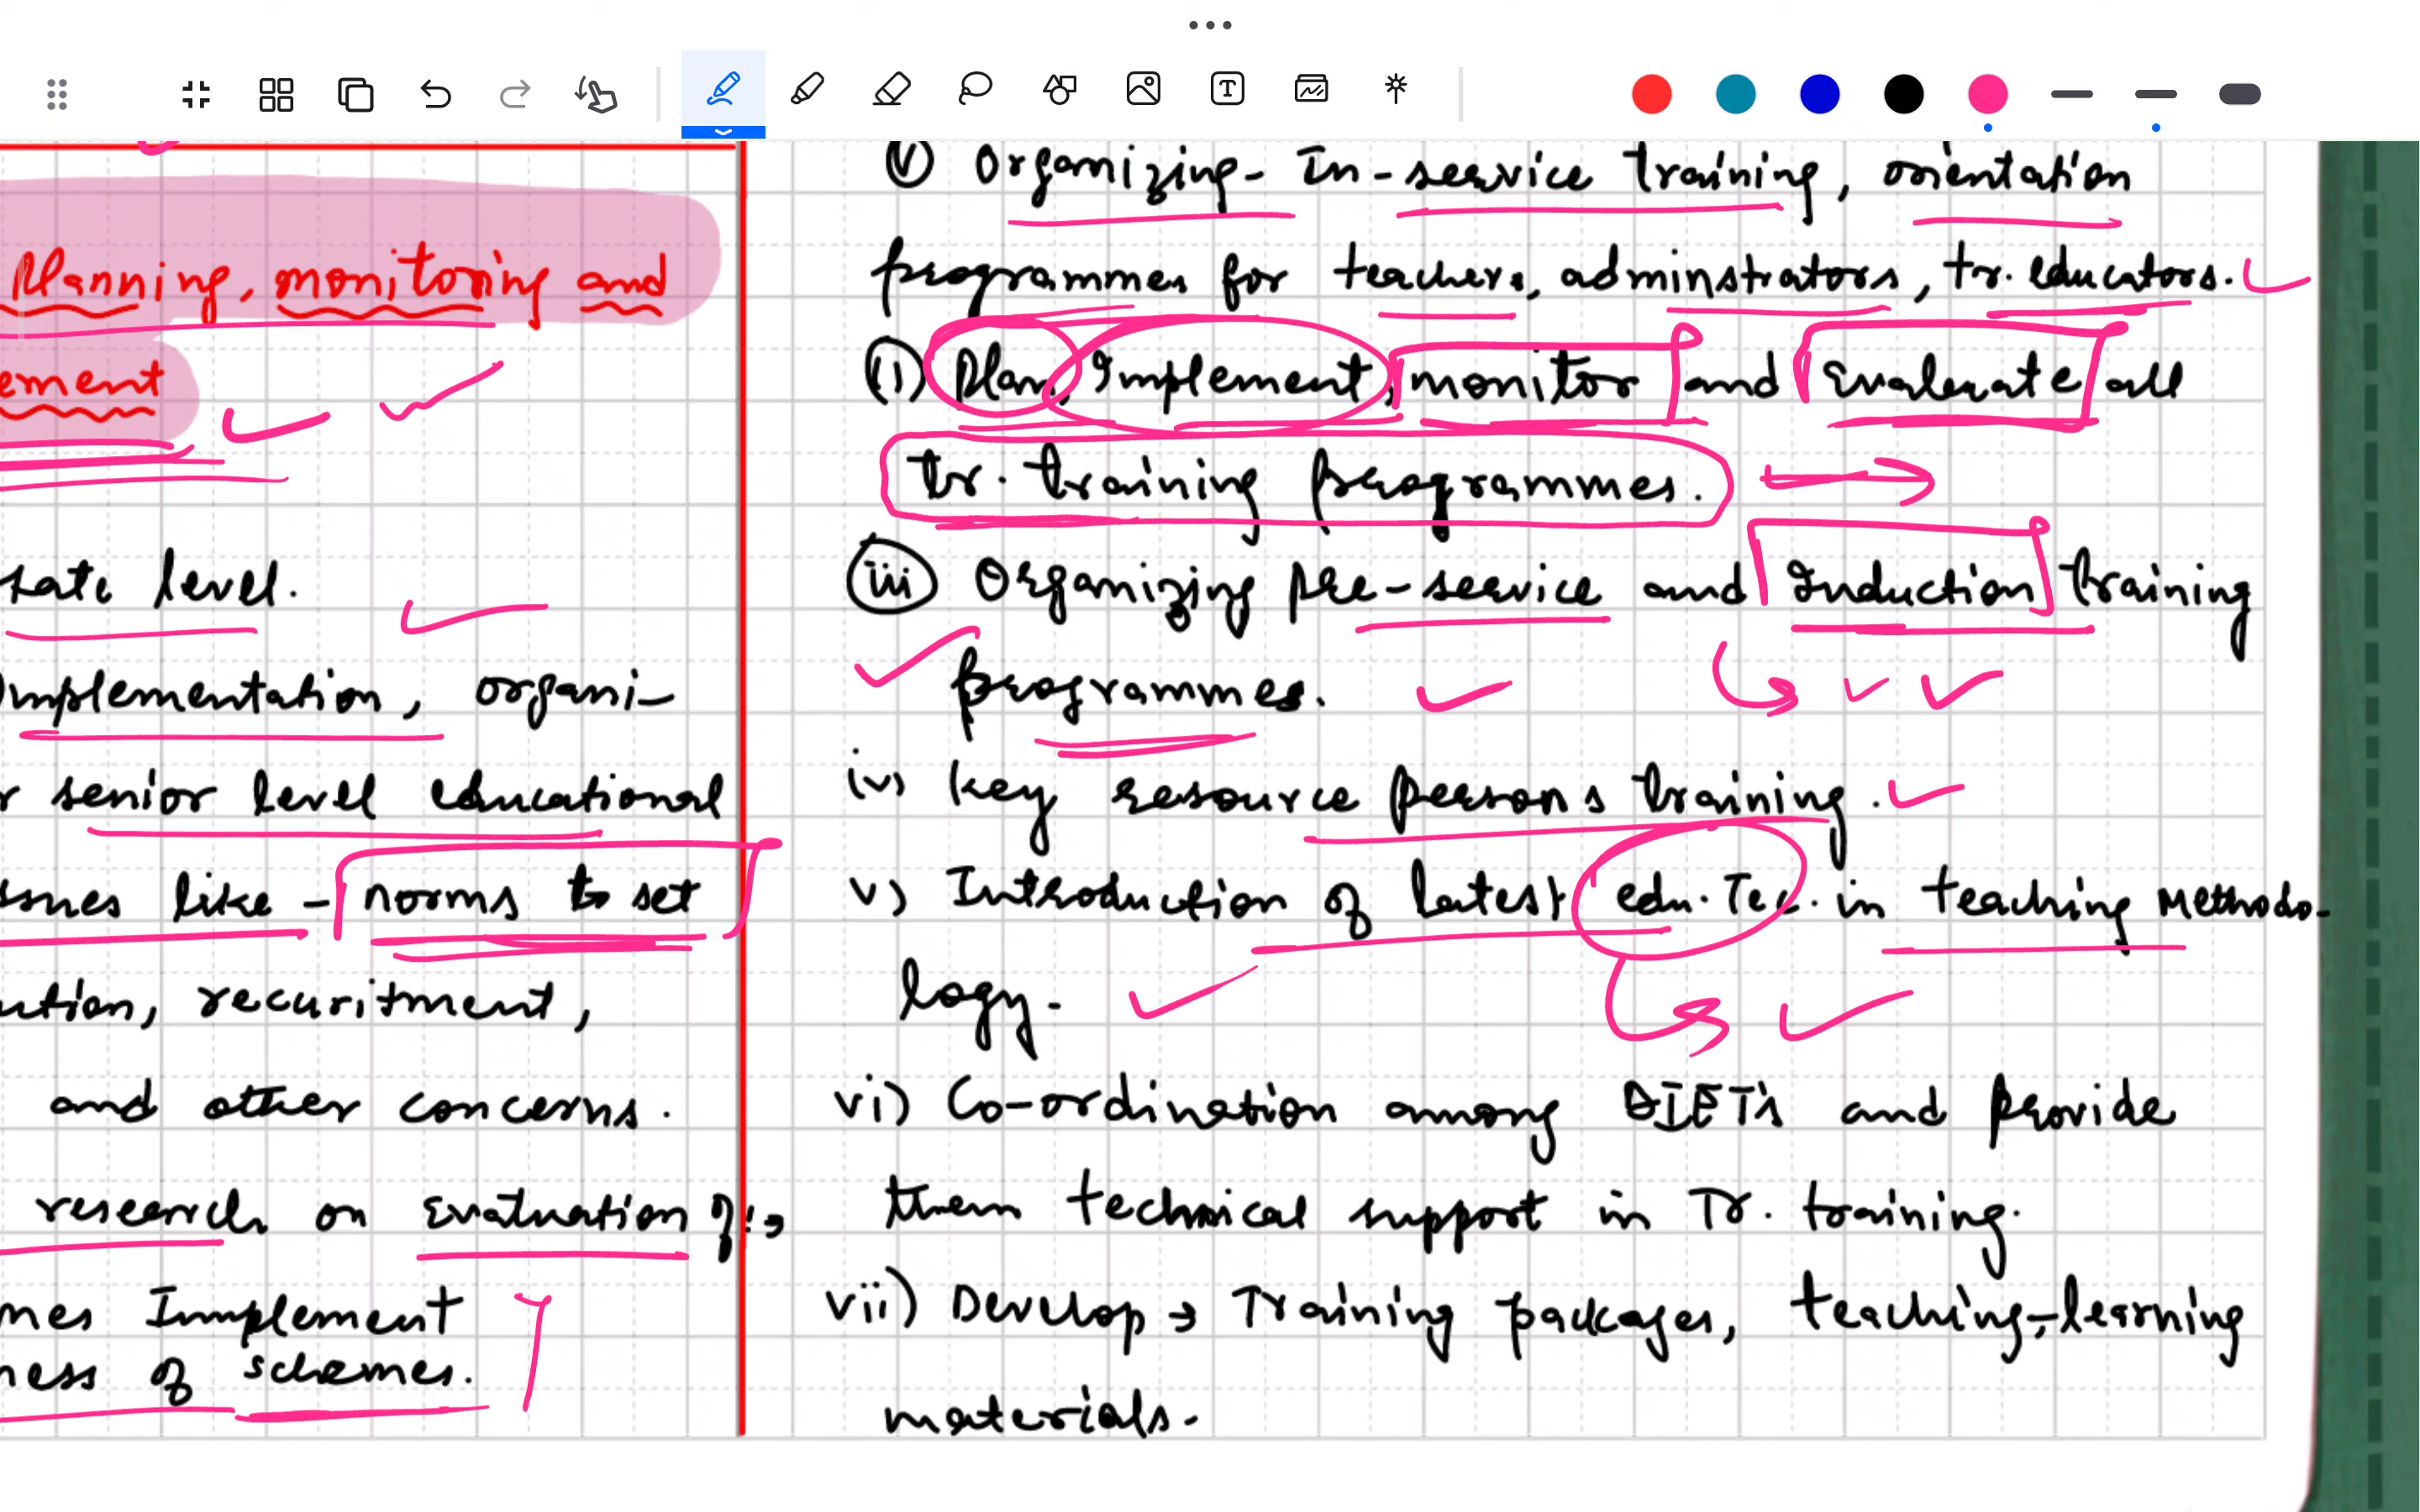 Planning, monitoring and
ement
tate level.
Implementation, organi-
r senior level educational
ssues like - norms to set
ution, recuritment,
and other concerns.
research on Evaluation of :→
mes Implement
ness of schemes.
(v) Organizing - In-service training, orientation
programmes for teachers, adminstrators, tr. educators.
(i) Plan, Implement, monitor and Evaluate all
tr. training programmes.
(iii) Organizing pre-service and Induction training
programmes.
iv) Key resource persons training.
v) Introduction of latest edu. Tec. in teaching Methodo-
logy.
vi) Co-ordination among DIETs and provide
them technical support in Tr. training.
vii) Develop → Training packages, teaching-learning
materials.